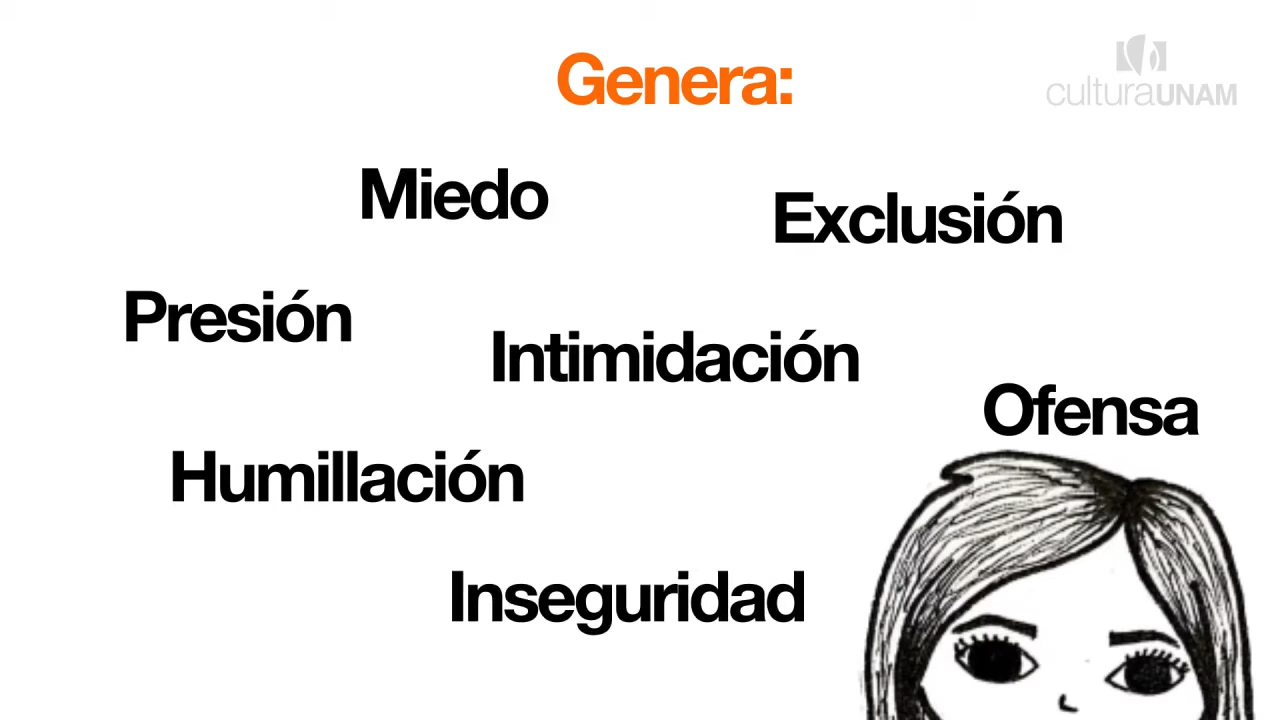 Genera:
culturaUNAM
Miedo
Exclusión
Presión
Intimidación
Ofensa
Humillación
Inseguridad